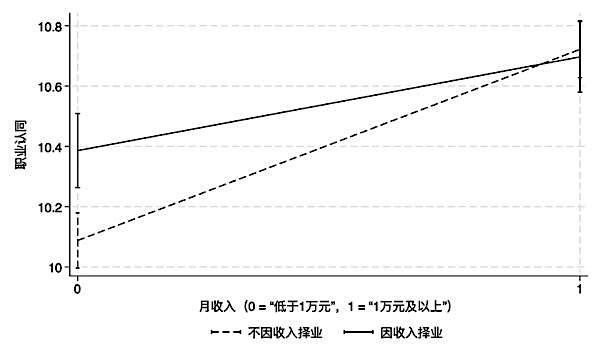 10.8
10.6
10.4
10.2
10
职业认同
0
1
月收入（0 = “低于1万元”，1 = “1万元及以上”）
不因收入择业
因收入择业